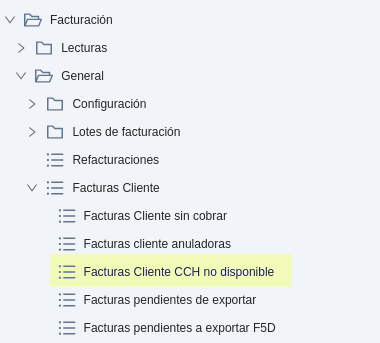 Facturación
Lecturas
General
Configuración
Lotes de facturación
Refacturaciones
Facturas Cliente
Facturas Cliente sin cobrar
Facturas cliente anuladoras
Facturas Cliente CCH no disponible
Facturas pendientes de exportar
Facturas pendientes a exportar F5D